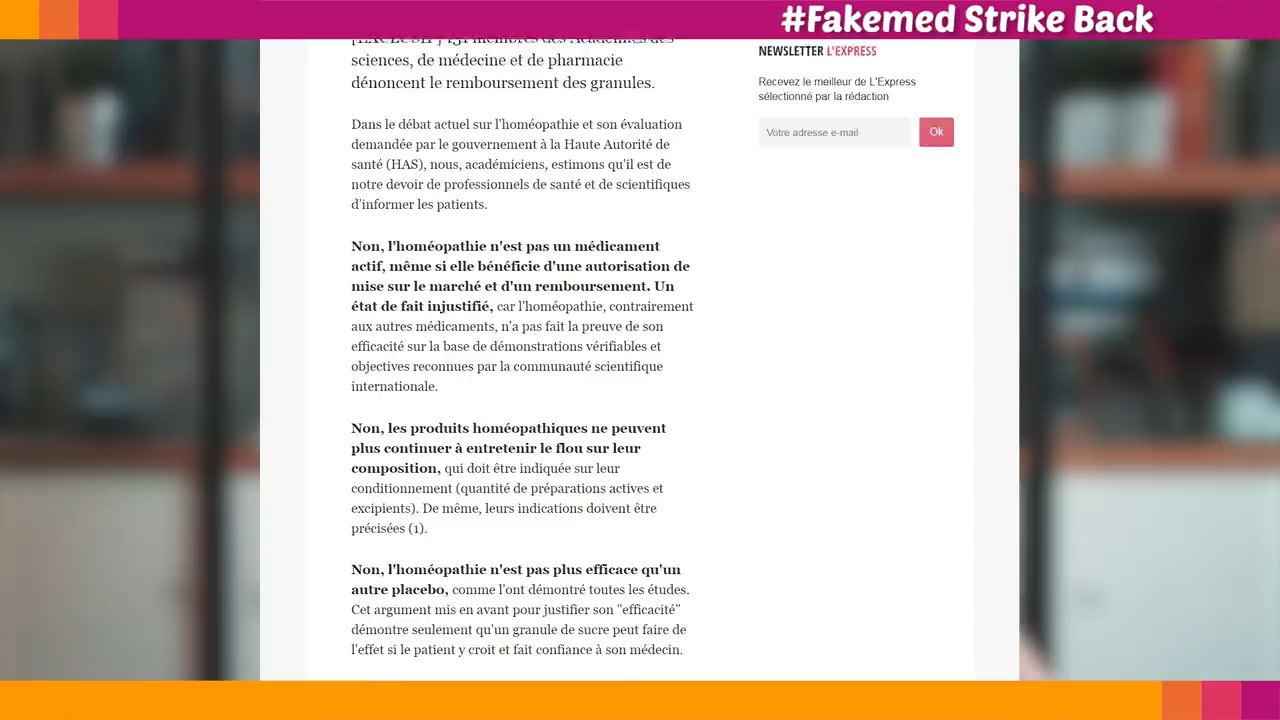 #Fakemed Strike Back
sciences, de médecine et de pharmacie
dénoncent le remboursement des granules.
Dans le débat actuel sur l'homéopathie et son évaluation
demandée par le gouvernement à la Haute Autorité de
santé (HAS), nous, académiciens, estimons qu'il est de
notre devoir de professionnels de santé et de scientifiques
d'informer les patients.
Non, l'homéopathie n'est pas un médicament
actif, même si elle bénéficie d'une autorisation de
mise sur le marché et d'un remboursement. Un
état de fait injustifié, car l'homéopathie, contrairement
aux autres médicaments, n'a pas fait la preuve de son
efficacité sur la base de démonstrations vérifiables et
objectives reconnues par la communauté scientifique
internationale.
Non, les produits homéopathiques ne peuvent
plus continuer à entretenir le flou sur leur
composition, qui doit être indiquée sur leur
conditionnement (quantité de préparations actives et
excipients). De même, leurs indications doivent être
précisées (1).
Non, l'homéopathie n'est pas plus efficace qu'un
autre placebo, comme l'ont démontré toutes les études.
Cet argument mis en avant pour justifier son "efficacité"
démontre seulement qu'un granule de sucre peut faire de
l'effet si le patient y croit et fait confiance à son médecin.
NEWSLETTER L'EXPRESS
Recevez le meilleur de L'Express
sélectionné par la rédaction
Votre adresse e-mail
Ok